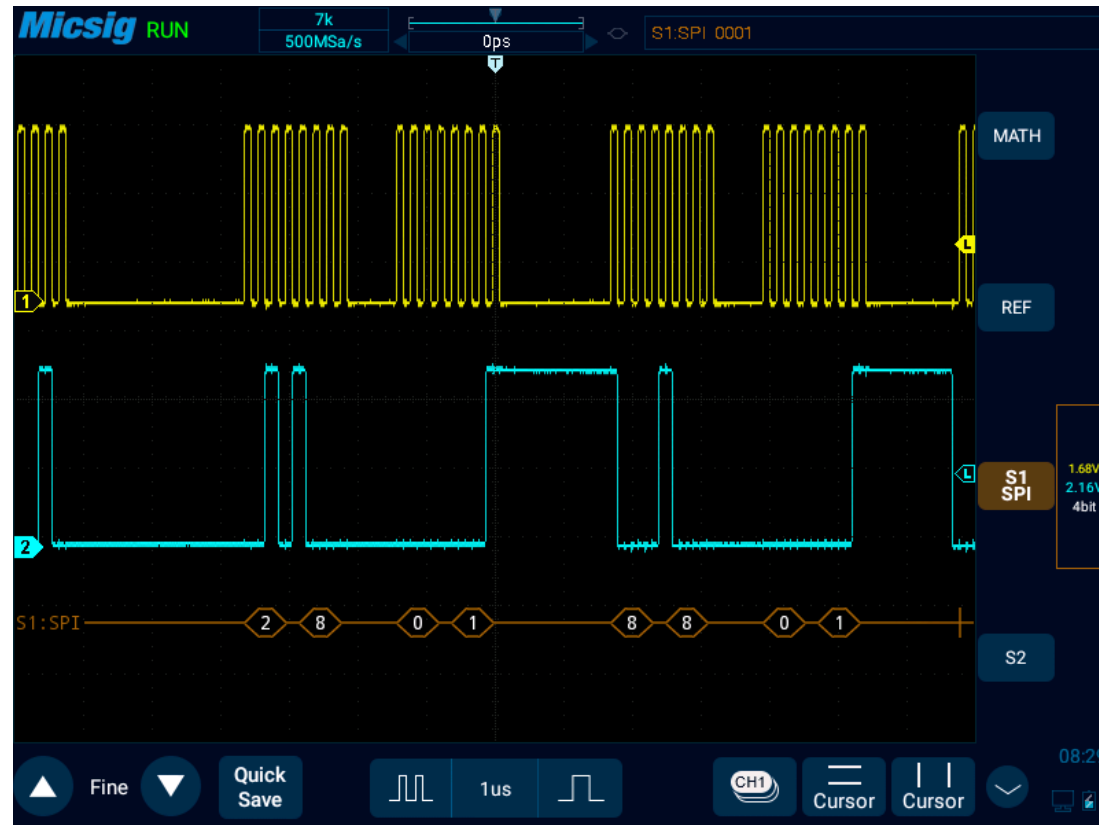 Micsig RUN
7k
500MSa/s
0ps
S1:SPI 0001
T
MATH
1
L
REF
S1
SPI
1.68V
2.16V
4bit
L
2
S1:SPI 2 8 0 1 8 8 0 1
S2
08:29
Fine
Quick
Save
1us
CH1
Cursor
Cursor